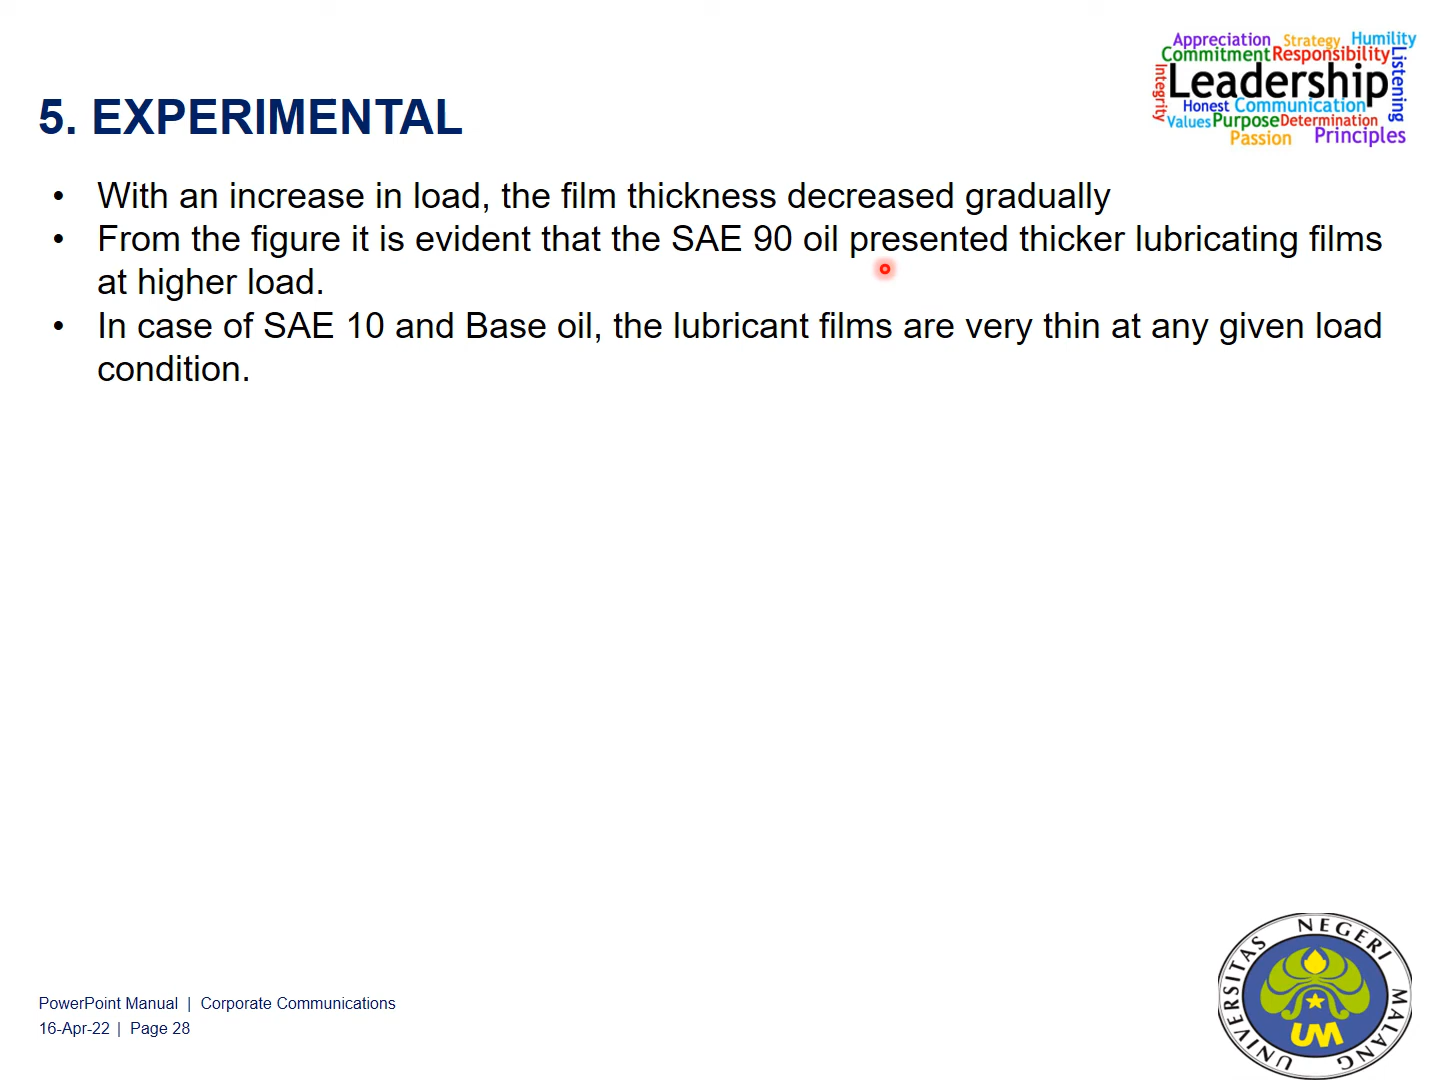 Appreciation Strategy Humility
Commitment Responsibility
Integrity
Leadership
Listening
Honest Communication
Values Purpose Determination
Passion Principles
5. EXPERIMENTAL
• With an increase in load, the film thickness decreased gradually
• From the figure it is evident that the SAE 90 oil presented thicker lubricating films
at higher load.
• In case of SAE 10 and Base oil, the lubricant films are very thin at any given load
condition.
PowerPoint Manual | Corporate Communications
16-Apr-22 | Page 28
UNIVERSITAS NEGERI MALANG
UM